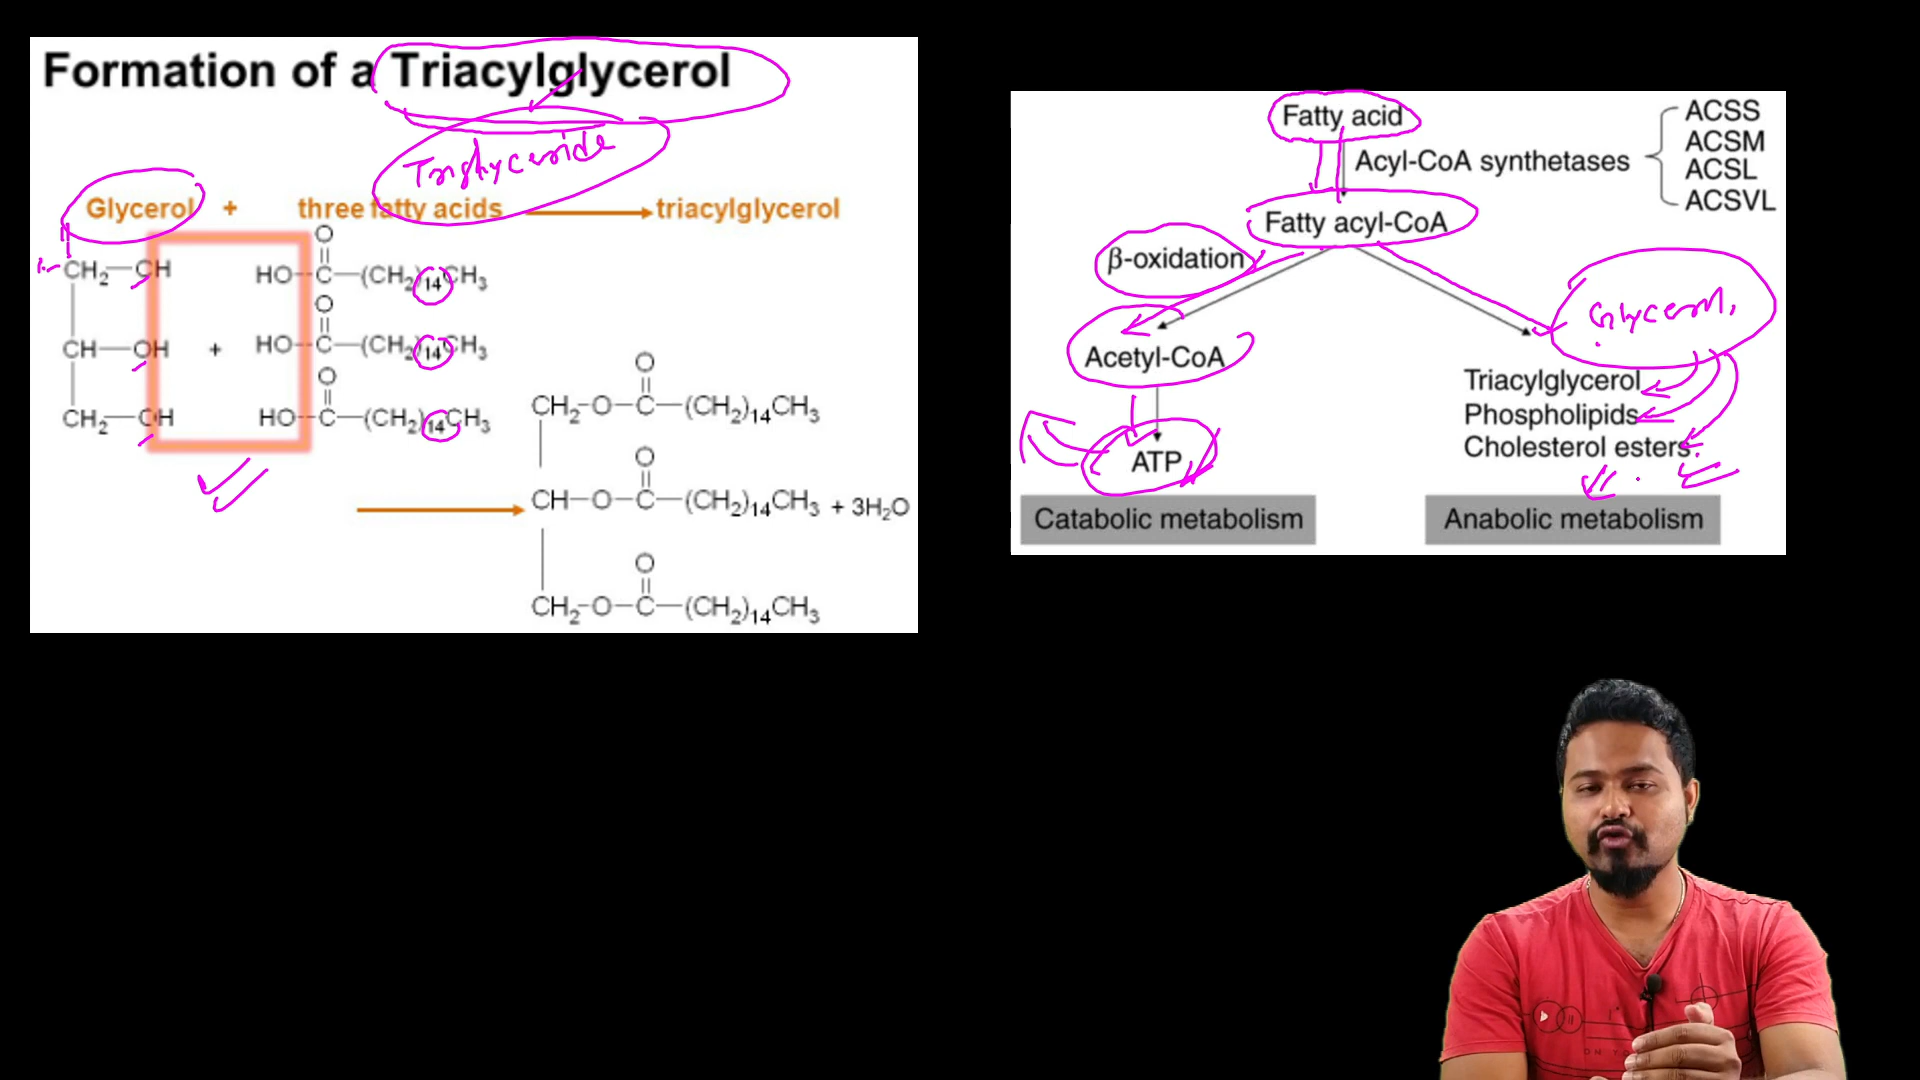 Formation of a Triacylglycerol
Triglyceride
Glycerol + three fatty acids → triacylglycerol
CH₂—OH HO—C—(CH₂)₁₄CH₃
O
CH—OH + HO—C—(CH₂)₁₄CH₃
O
CH₂—OH HO—C—(CH₂)₁₄CH₃
O
CH₂—O—C—(CH₂)₁₄CH₃
O
CH—O—C—(CH₂)₁₄CH₃ + 3H₂O
O
CH₂—O—C—(CH₂)₁₄CH₃
O
Fatty acid
Acyl-CoA synthetases
ACSS
ACSM
ACSL
ACSVL
Fatty acyl-CoA
β-oxidation
Glycerol,
Acetyl-CoA
Triacylglycerol
Phospholipids
Cholesterol esters
ATP
Catabolic metabolism
Anabolic metabolism